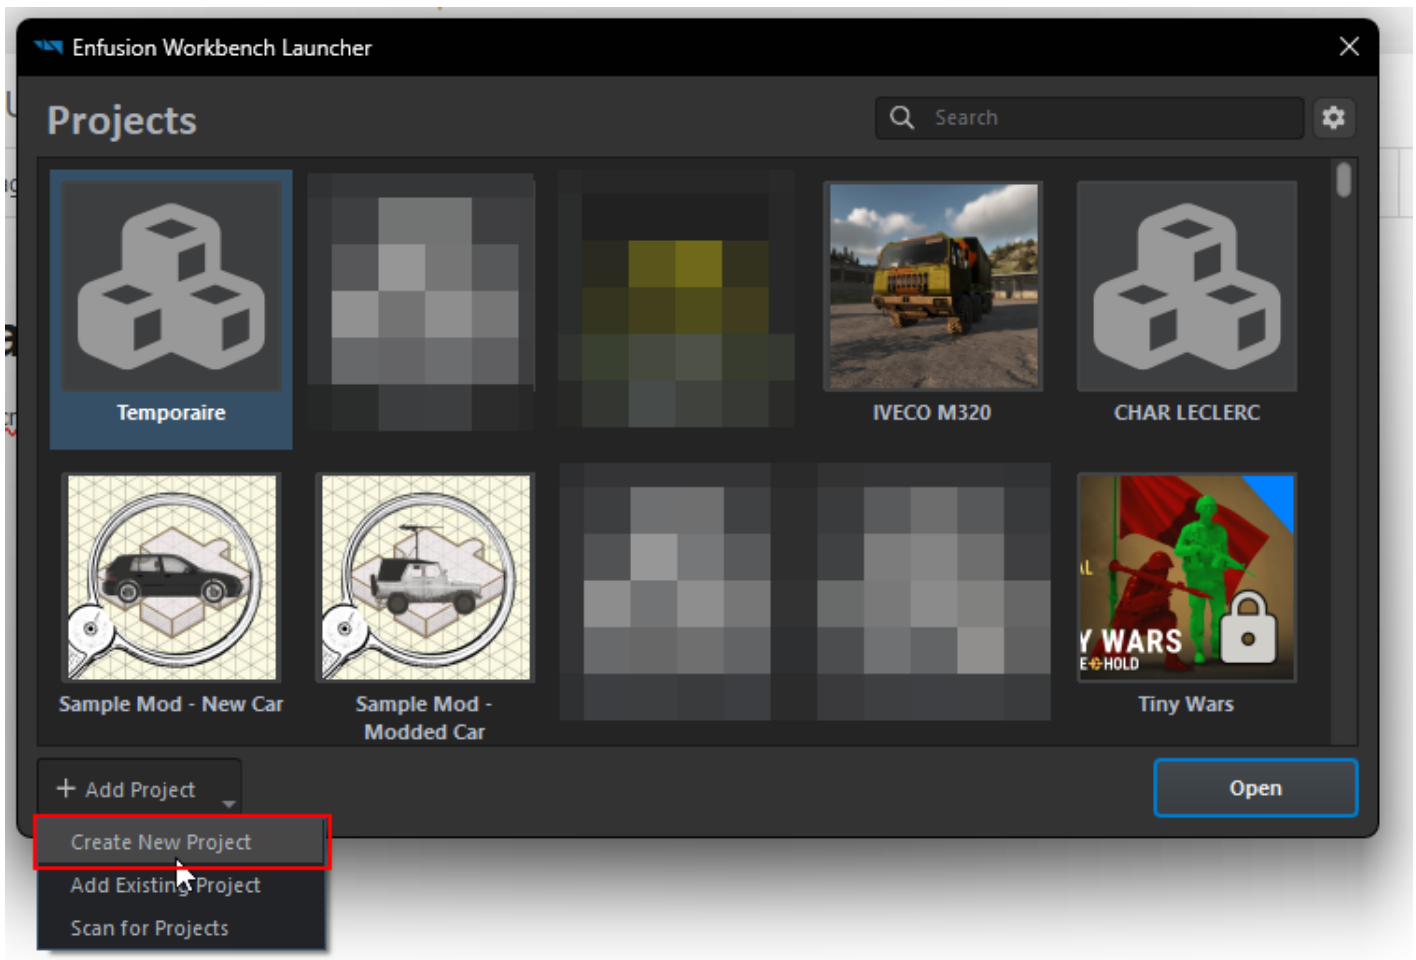 Enfusion Workbench Launcher
Projects
Search
Temporaire
IVECO M320
CHAR LECLERC
Y WARS
HOLD
Sample Mod - New Car
Sample Mod -
Modded Car
Tiny Wars
+ Add Project
Open
Create New Project
Add Existing Project
Scan for Projects